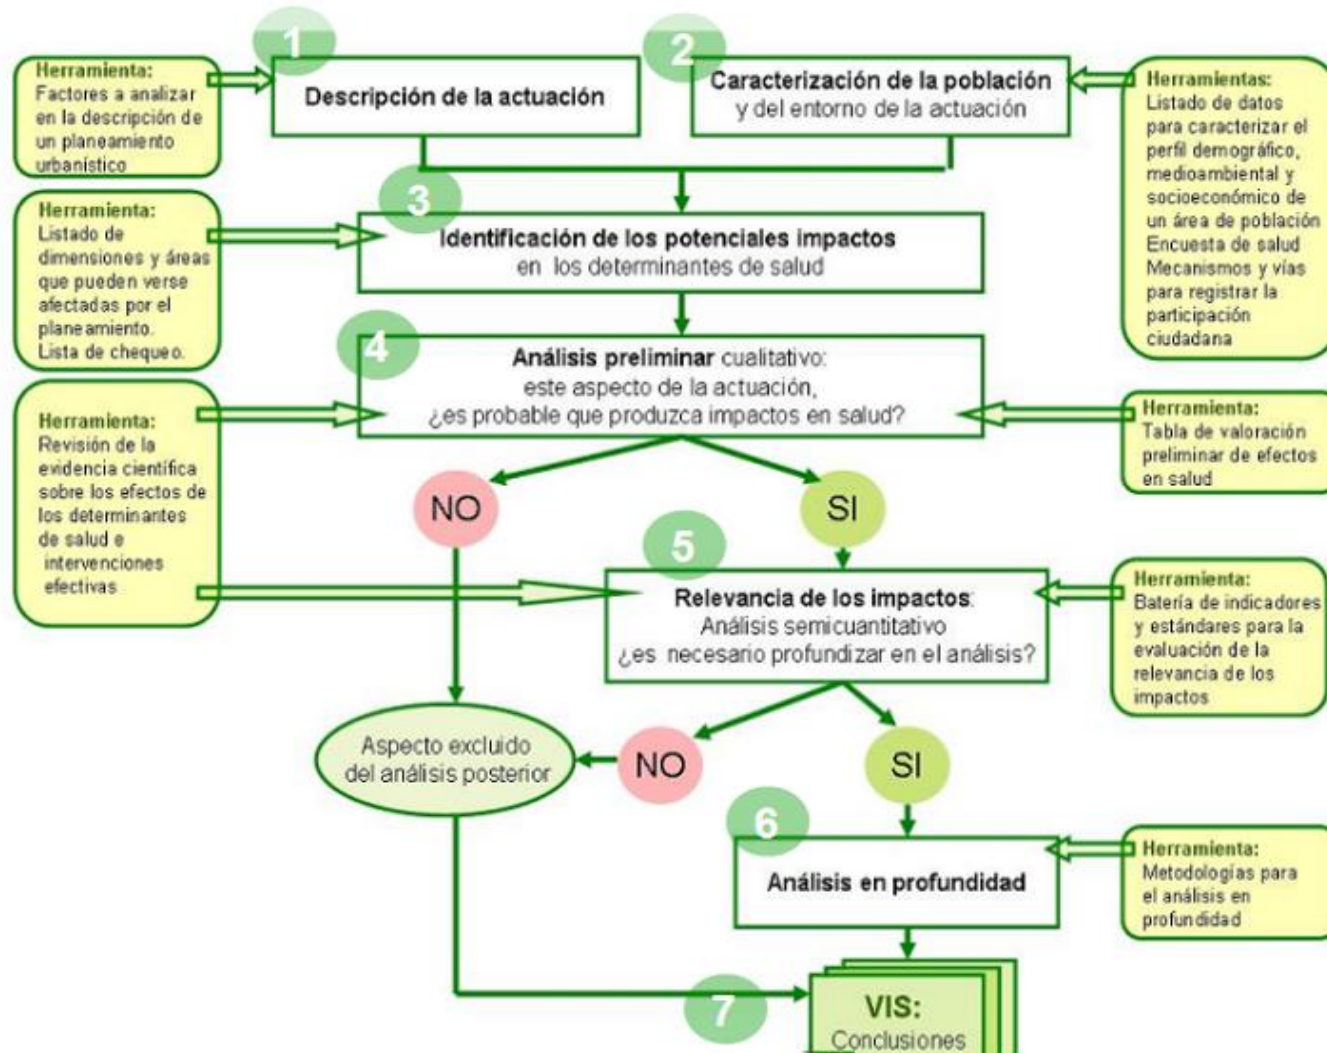 1
Descripción de la actuación
2
Caracterización de la población
y del entorno de la actuación
Herramienta:
Factores a analizar
en la descripción de
un planeamiento
urbanístico
Herramientas:
Listado de datos
para caracterizar el
perfil demográfico,
medioambiental y
socioeconómico de
un área de población
Encuesta de salud
Mecanismos y vías
para registrar la
participación
ciudadana
3
Identificación de los potenciales impactos
en los determinantes de salud
Herramienta:
Listado de
dimensiones y áreas
que pueden verse
afectadas por el
planeamiento.
Lista de chequeo.
4
Análisis preliminar cualitativo:
este aspecto de la actuación,
¿es probable que produzca impactos en salud?
Herramienta:
Revisión de la
evidencia científica
sobre los efectos de
los determinantes
de salud e
intervenciones
efectivas
Herramienta:
Tabla de valoración
preliminar de efectos
en salud
NO
SI
5
Relevancia de los impactos:
Análisis semicuantitativo
¿es necesario profundizar en el análisis?
Herramienta:
Batería de indicadores
y estándares para la
evaluación de la
relevancia de los
impactos
Aspecto excluido
del análisis posterior
NO
SI
6
Análisis en profundidad
Herramienta:
Metodologías para
el análisis en
profundidad
7
VIS:
Conclusiones